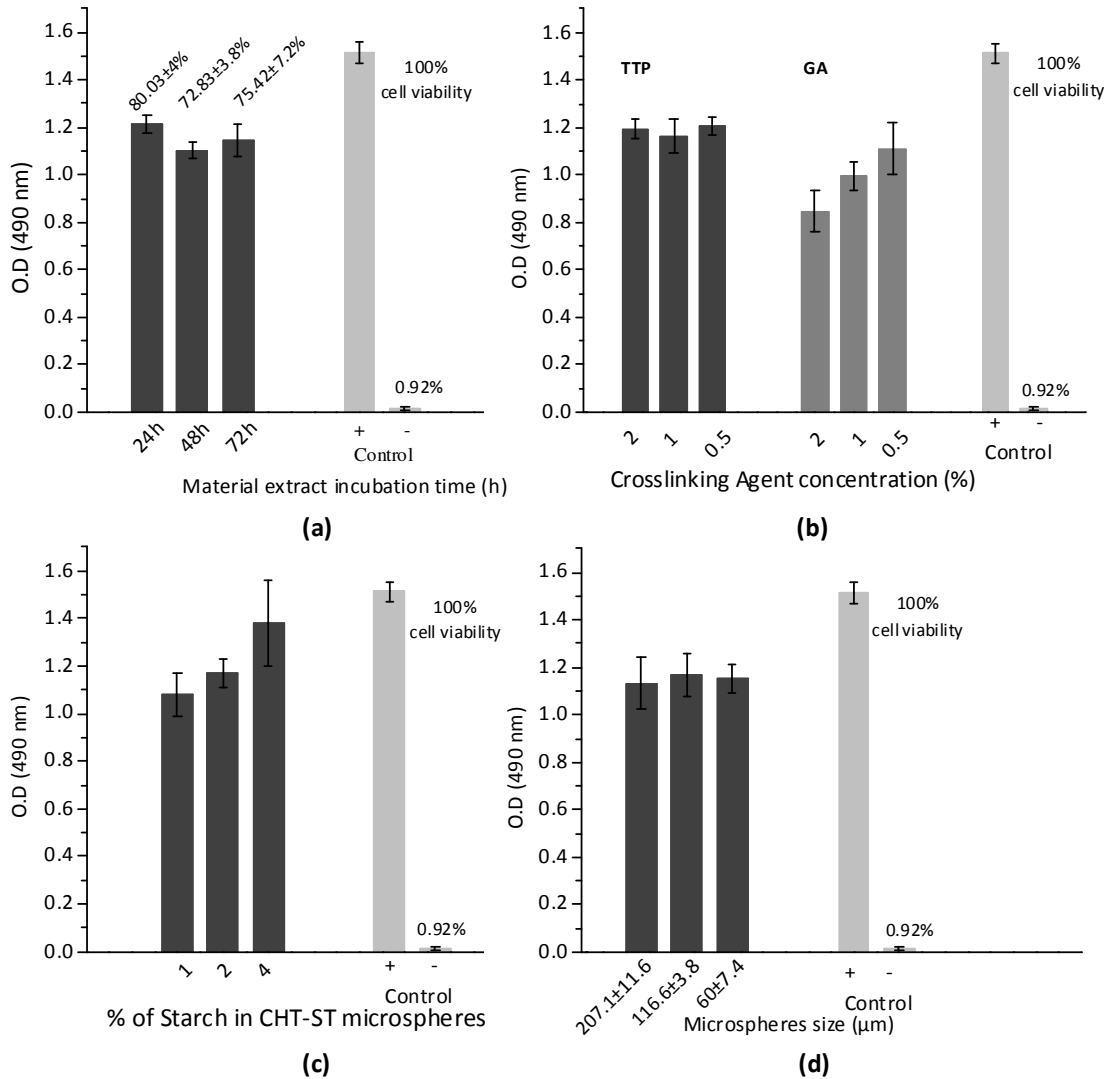 1.6
1.4
1.2
1.0
0.8
0.6
0.4
0.2
0.0
O.D (490 nm)
80.03±4%
72.83±3.8%
75.42±7.2%
100%
cell viability
0.92%
24h
48h
72h
+ -
Control
Material extract incubation time (h)
(a)
1.6
1.4
1.2
1.0
0.8
0.6
0.4
0.2
0.0
O.D (490 nm)
TTP
GA
100%
cell viability
0.92%
2
1
0.5
2
1
0.5
+ -
Control
Crosslinking Agent concentration (%)
(b)
1.6
1.4
1.2
1.0
0.8
0.6
0.4
0.2
0.0
O.D (490 nm)
100%
cell viability
0.92%
1
2
4
+ -
Control
% of Starch in CHT-ST microspheres
(c)
1.6
1.4
1.2
1.0
0.8
0.6
0.4
0.2
0.0
O.D (490 nm)
100%
cell viability
0.92%
207.1±11.6
116.6±3.8
60±7.4
+ -
Control
Microspheres size (µm)
(d)